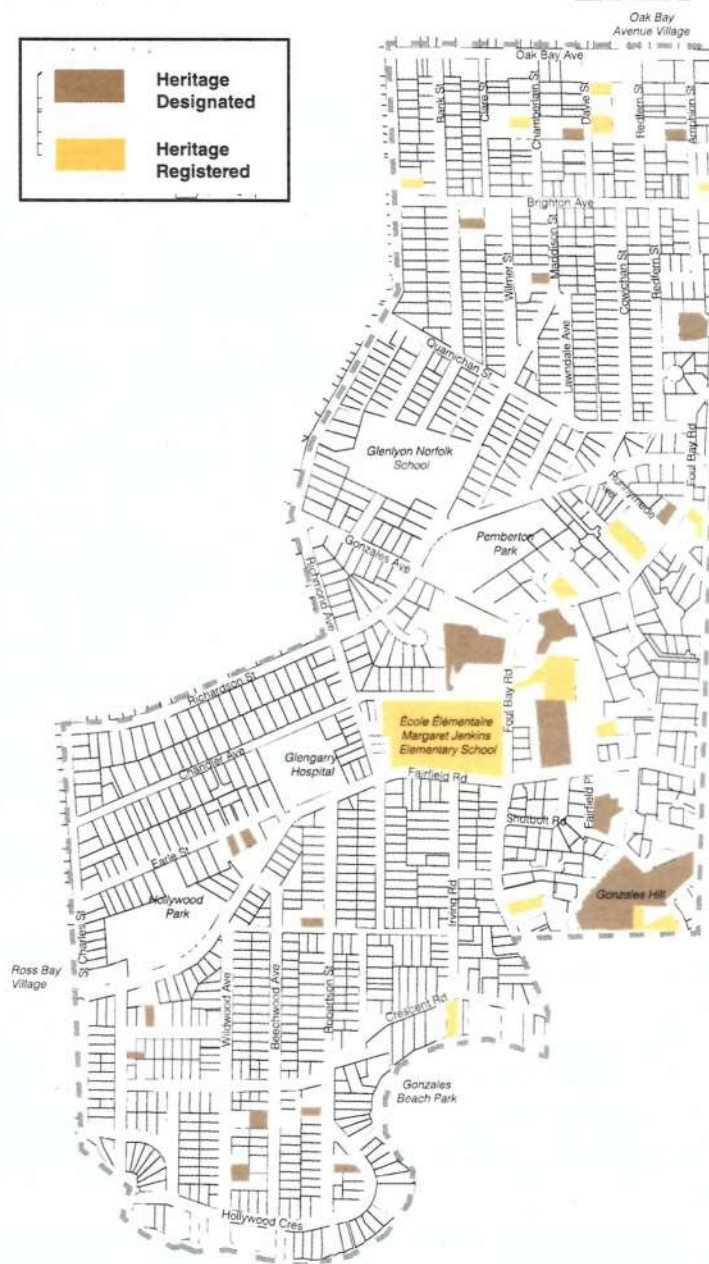 Heritage
Designated
Heritage
Registered
Oak Bay
Avenue Village
Oak Bay Ave
Bank St
Clare St
Chamberlain St
Davie St
Redfern St
Amphion St
Brighton Ave
Wilmer St
Maddison St
Lawndale Ave
Cowichan St
Redfern St
Quamichan St
Foul Bay Rd
Glenlyon Norfolk
School
Runnymede
Ave
Pemberton
Park
Gonzales Ave
Richmond Ave
Richardson St
Foul Bay Rd
École Élémentaire
Margaret Jenkins
Elementary School
Chandler Ave
Glengarry
Hospital
Fairfield Rd
Fairfield Pl
Shotbolt Rd
Earle St
Gonzales Hill
Hollywood
Park
Irving Rd
St Charles St
Ross Bay
Village
Wildwood Ave
Beechwood Ave
Robertson St
Crescent Rd
Gonzales
Beach Park
Hollywood Cres